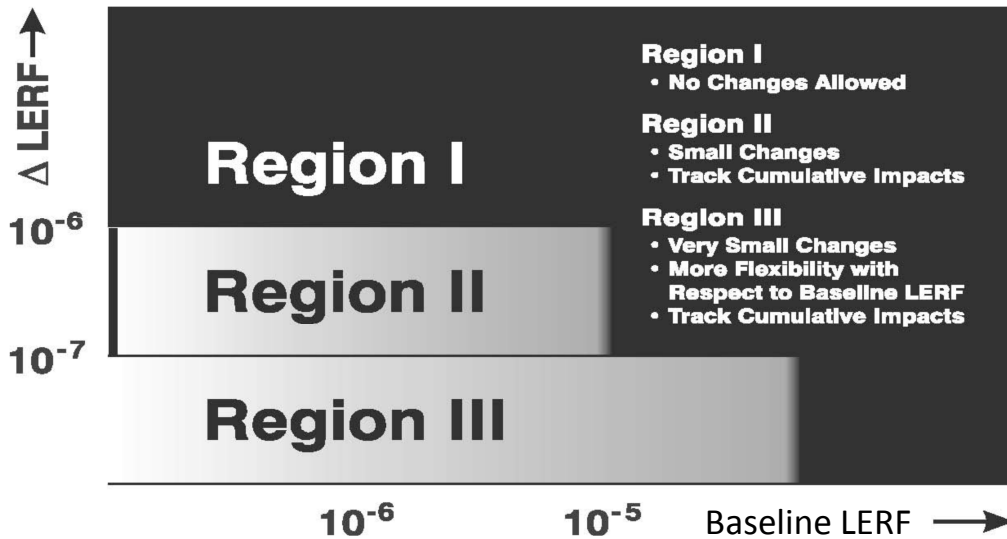 Δ LERF→
Region I
• No Changes Allowed
Region II
• Small Changes
• Track Cumulative Impacts
Region III
• Very Small Changes
• More Flexibility with
Respect to Baseline LERF
• Track Cumulative Impacts
Region I
10⁻⁶
Region II
10⁻⁷
Region III
10⁻⁶ 10⁻⁵ Baseline LERF →